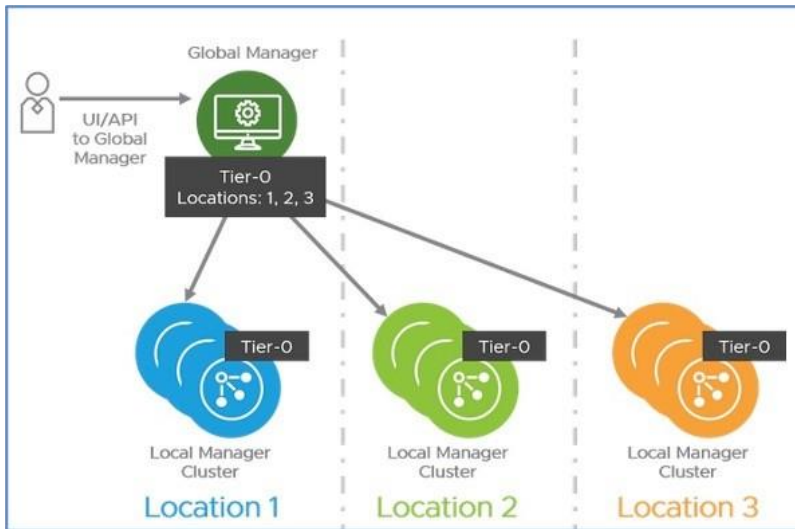 Global Manager
UI/API
to Global
Manager
Tier-0
Locations: 1, 2, 3
Tier-0
Tier-0
Tier-0
Local Manager
Cluster
Local Manager
Cluster
Local Manager
Cluster
Location 1
Location 2
Location 3